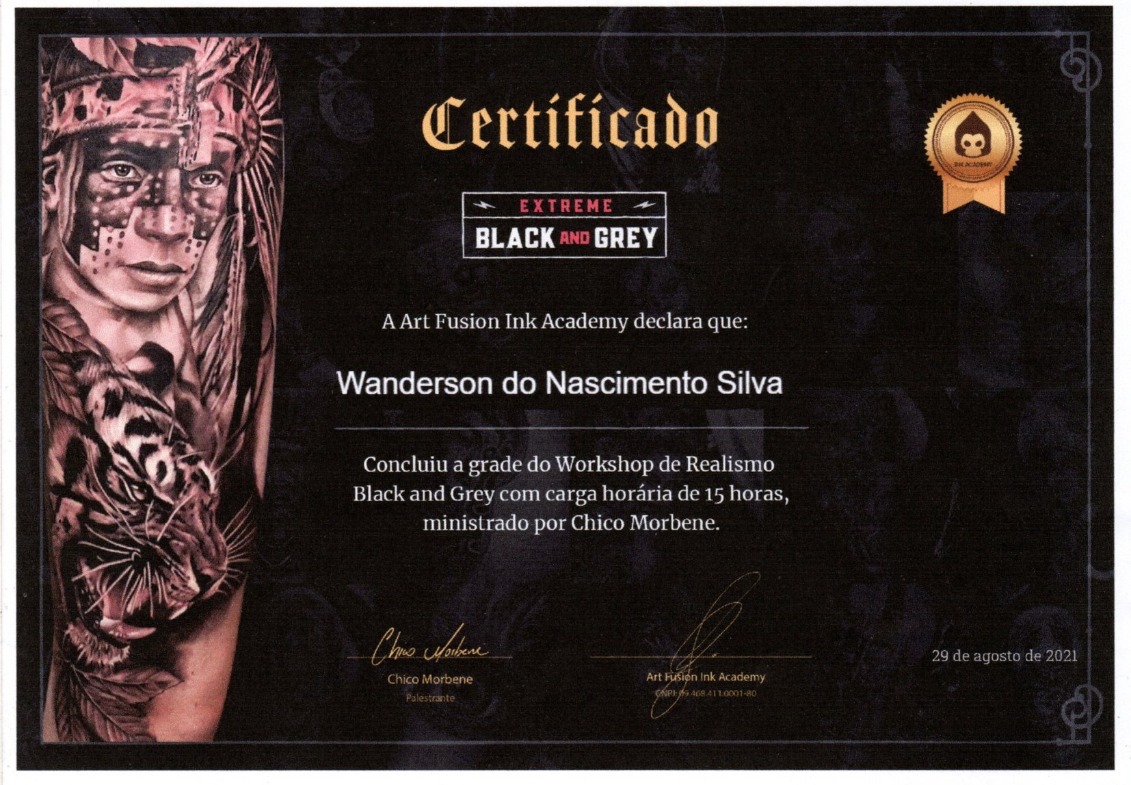 Certificado
EXTREME
BLACK AND GREY
INK ACADEMY
A Art Fusion Ink Academy declara que:
Wanderson do Nascimento Silva
Concluiu a grade do Workshop de Realismo
Black and Grey com carga horária de 15 horas,
ministrado por Chico Morbene.
Chico Morbene
Chico Morbene
Palestrante
Art Fusion Ink Academy
CNPJ: 09.468.411.0001-80
29 de agosto de 2021